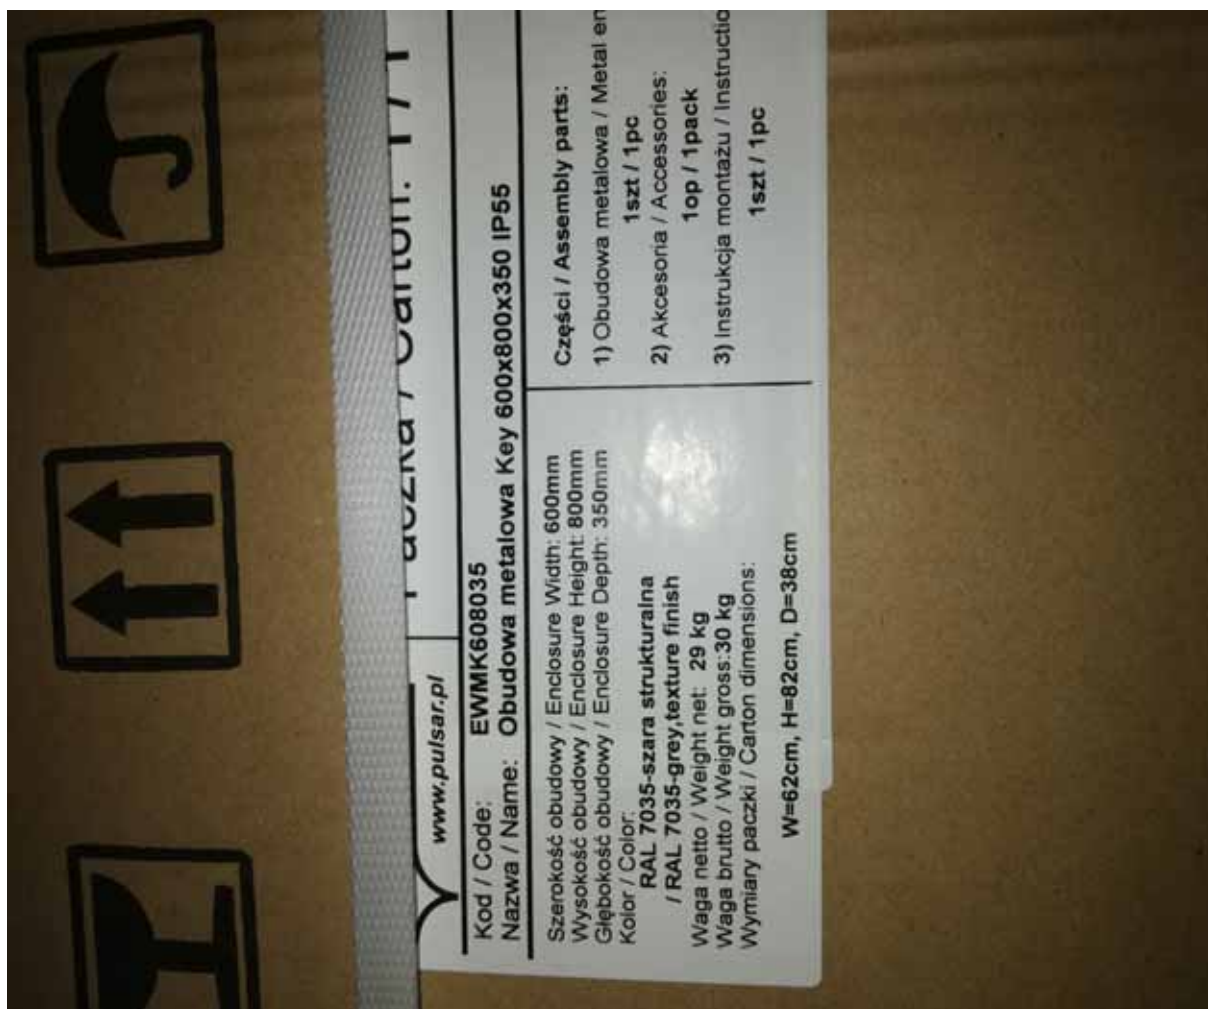 Paczka / Carton: 1 / 1
www.pulsar.pl
Kod / Code: EWMK608035
Nazwa / Name: Obudowa metalowa Key 600x800x350 IP55
Szerokość obudowy / Enclosure Width: 600mm
Wysokość obudowy / Enclosure Height: 800mm
Głębokość obudowy / Enclosure Depth: 350mm
Kolor / Color:
RAL 7035-szara strukturalna
/ RAL 7035-grey,texture finish
Waga netto / Weight net: 29 kg
Waga brutto / Weight gross:30 kg
Wymiary paczki / Carton dimensions:
W=62cm, H=82cm, D=38cm
Części / Assembly parts:
1) Obudowa metalowa / Metal en
1szt / 1pc
2) Akcesoria / Accessories:
1op / 1pack
3) Instrukcja montażu / Instructio
1szt / 1pc